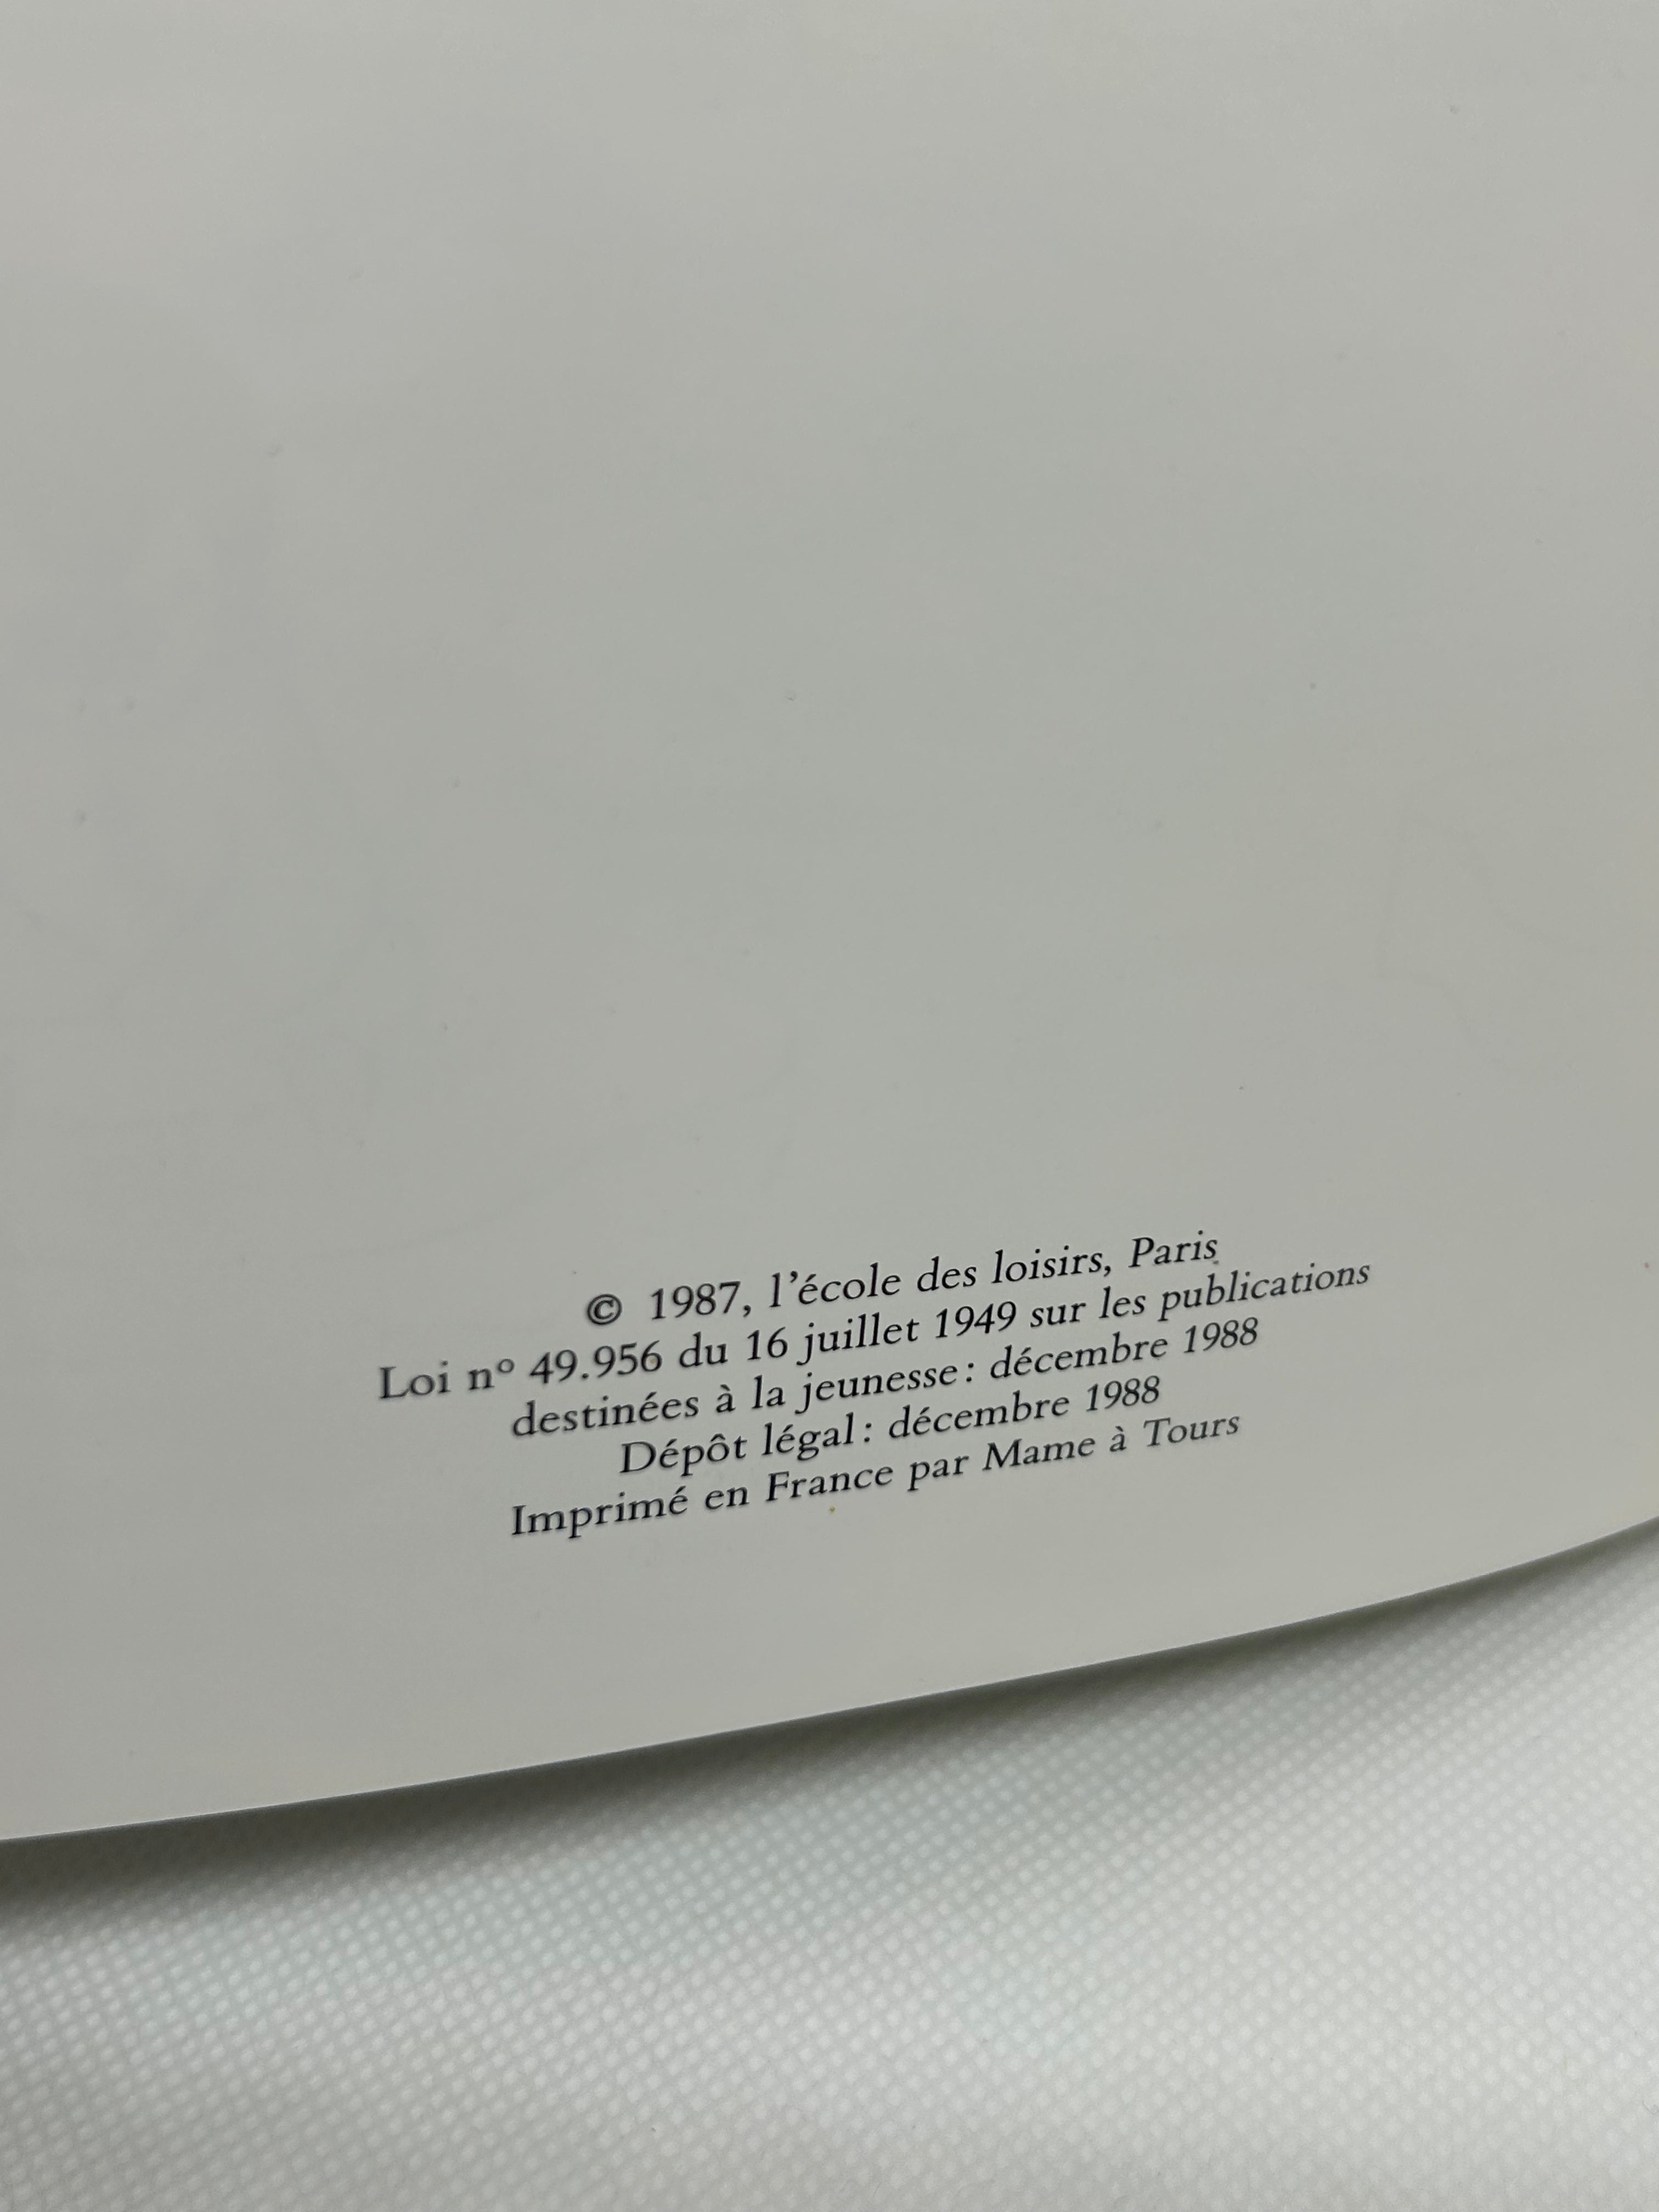 © 1987, l'école des loisirs, Paris
Loi nº 49.956 du 16 juillet 1949 sur les publications
destinées à la jeunesse : décembre 1988
Dépôt légal : décembre 1988
Imprimé en France par Mame à Tours